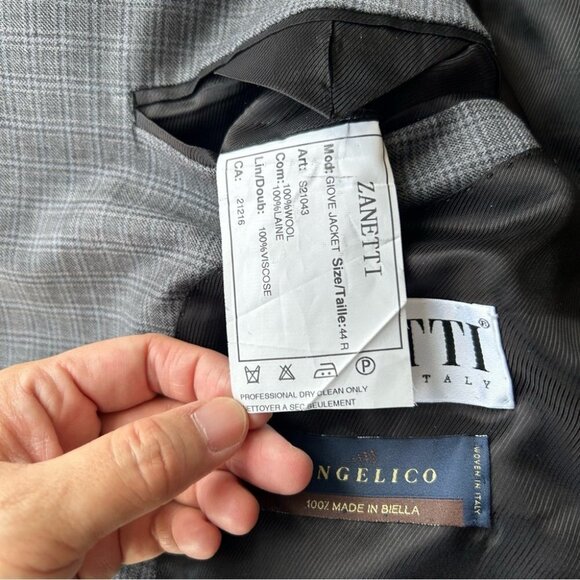 ZANETTI
Mod: GIOVE JACKET Size/Taille: 44 R
Art: S21043
Com: 100%WOOL
100%LAINE
Lin/Doub: 100%VISCOSE
CA: 21216
P
PROFESSIONAL DRY CLEAN ONLY
NETTOYER A SEC SEULEMENT
TTI®
ITALY
NGELICO
100% MADE IN BIELLA
WOVEN IN ITALY